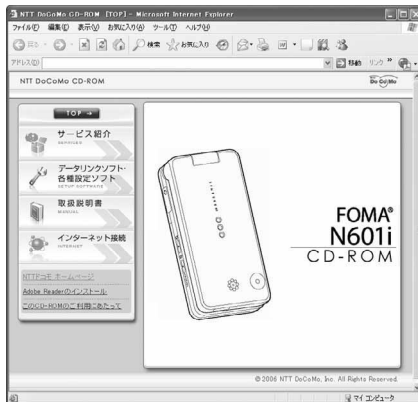 NTT DoCoMo CD-ROM [TOP] - Microsoft Internet Explorer
ファイル(F) 編集(E) 表示(V) お気に入り(A) ツール(T) ヘルプ(H)
戻る 検索 お気に入り
アドレス(D) 移動 リンク »
NTT DoCoMo CD-ROM
DoCoMo
TOP
サービス紹介
SERVICES
データリンクソフト・
各種設定ソフト
SETUP SOFTWARE
取扱説明書
MANUAL
インターネット接続
INTERNET
NTTドコモ ホームページ
Adobe Readerのインストール
このCD-ROMのご利用にあたって
FOMA®
N601i
CD-ROM
© 2006 NTT DoCoMo, Inc. All Rights Reserved.
マイ コンピュータ